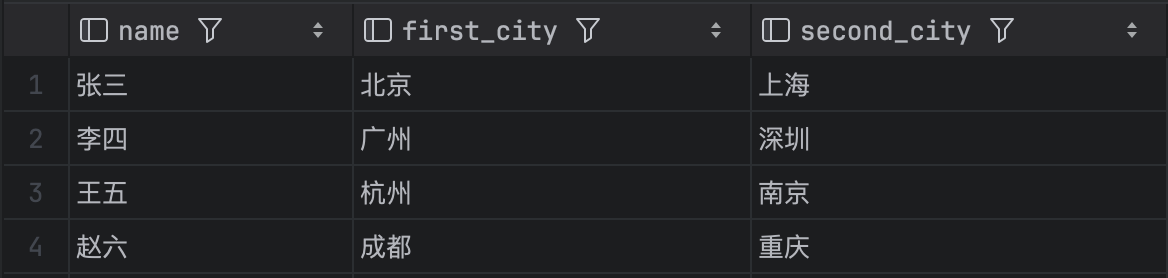 name first_city second_city
1 张三 北京 上海
2 李四 广州 深圳
3 王五 杭州 南京
4 赵六 成都 重庆